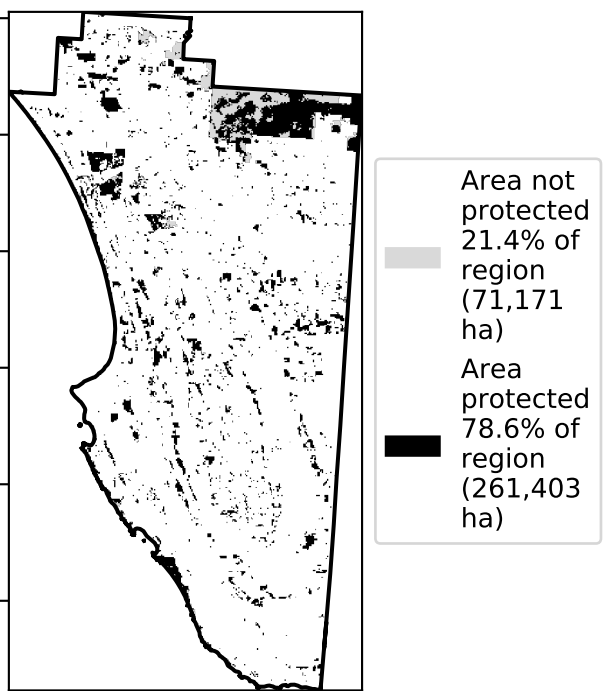 Area not
protected
21.4% of
region
(71,171
ha)
Area
protected
78.6% of
region
(261,403
ha)